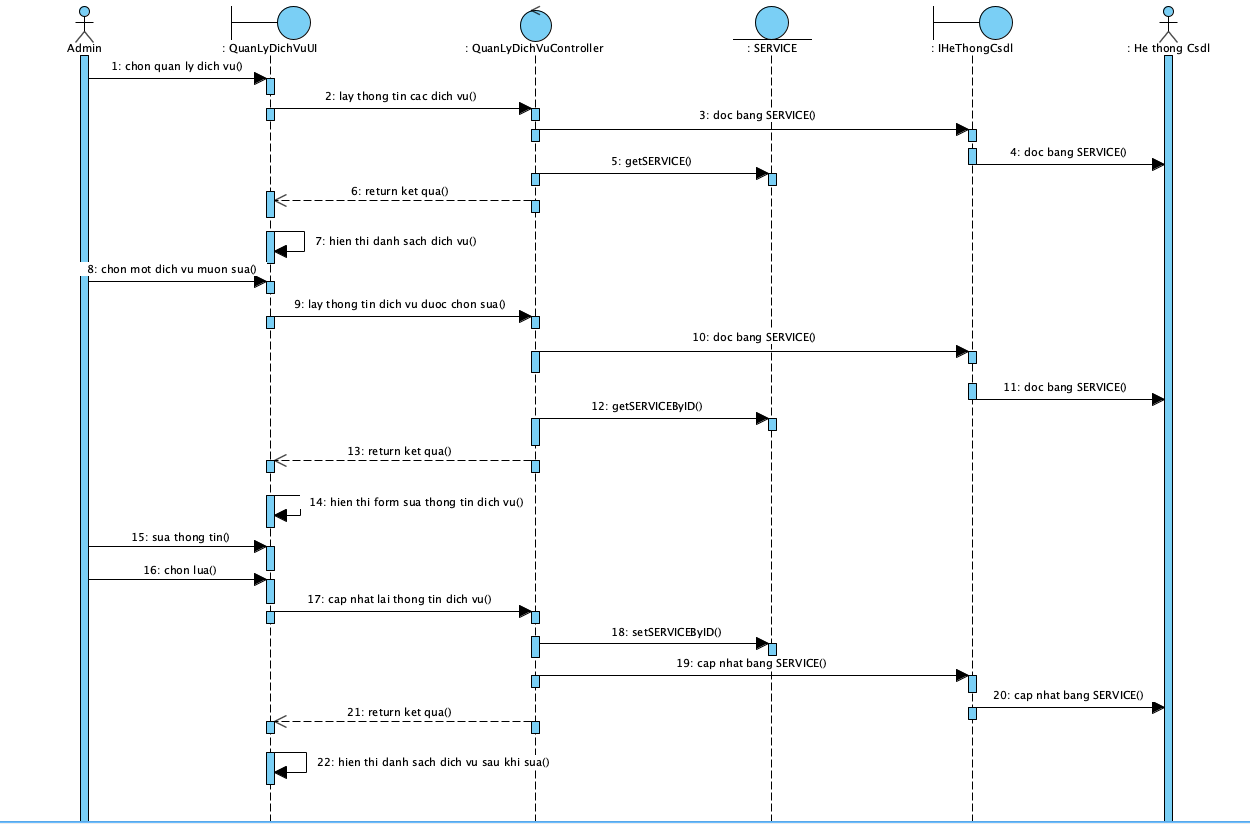 Admin
: QuanLyDichVuUI
: QuanLyDichVuController
: SERVICE
: IHeThongCsdl
: He thong Csdl
1: chon quan ly dich vu()
2: lay thong tin cac dich vu()
3: doc bang SERVICE()
4: doc bang SERVICE()
5: getSERVICE()
6: return ket qua()
7: hien thi danh sach dich vu()
8: chon mot dich vu muon sua()
9: lay thong tin dich vu duoc chon sua()
10: doc bang SERVICE()
11: doc bang SERVICE()
12: getSERVICEByID()
13: return ket qua()
14: hien thi form sua thong tin dich vu()
15: sua thong tin()
16: chon lua()
17: cap nhat lai thong tin dich vu()
18: setSERVICEByID()
19: cap nhat bang SERVICE()
20: cap nhat bang SERVICE()
21: return ket qua()
22: hien thi danh sach dich vu sau khi sua()